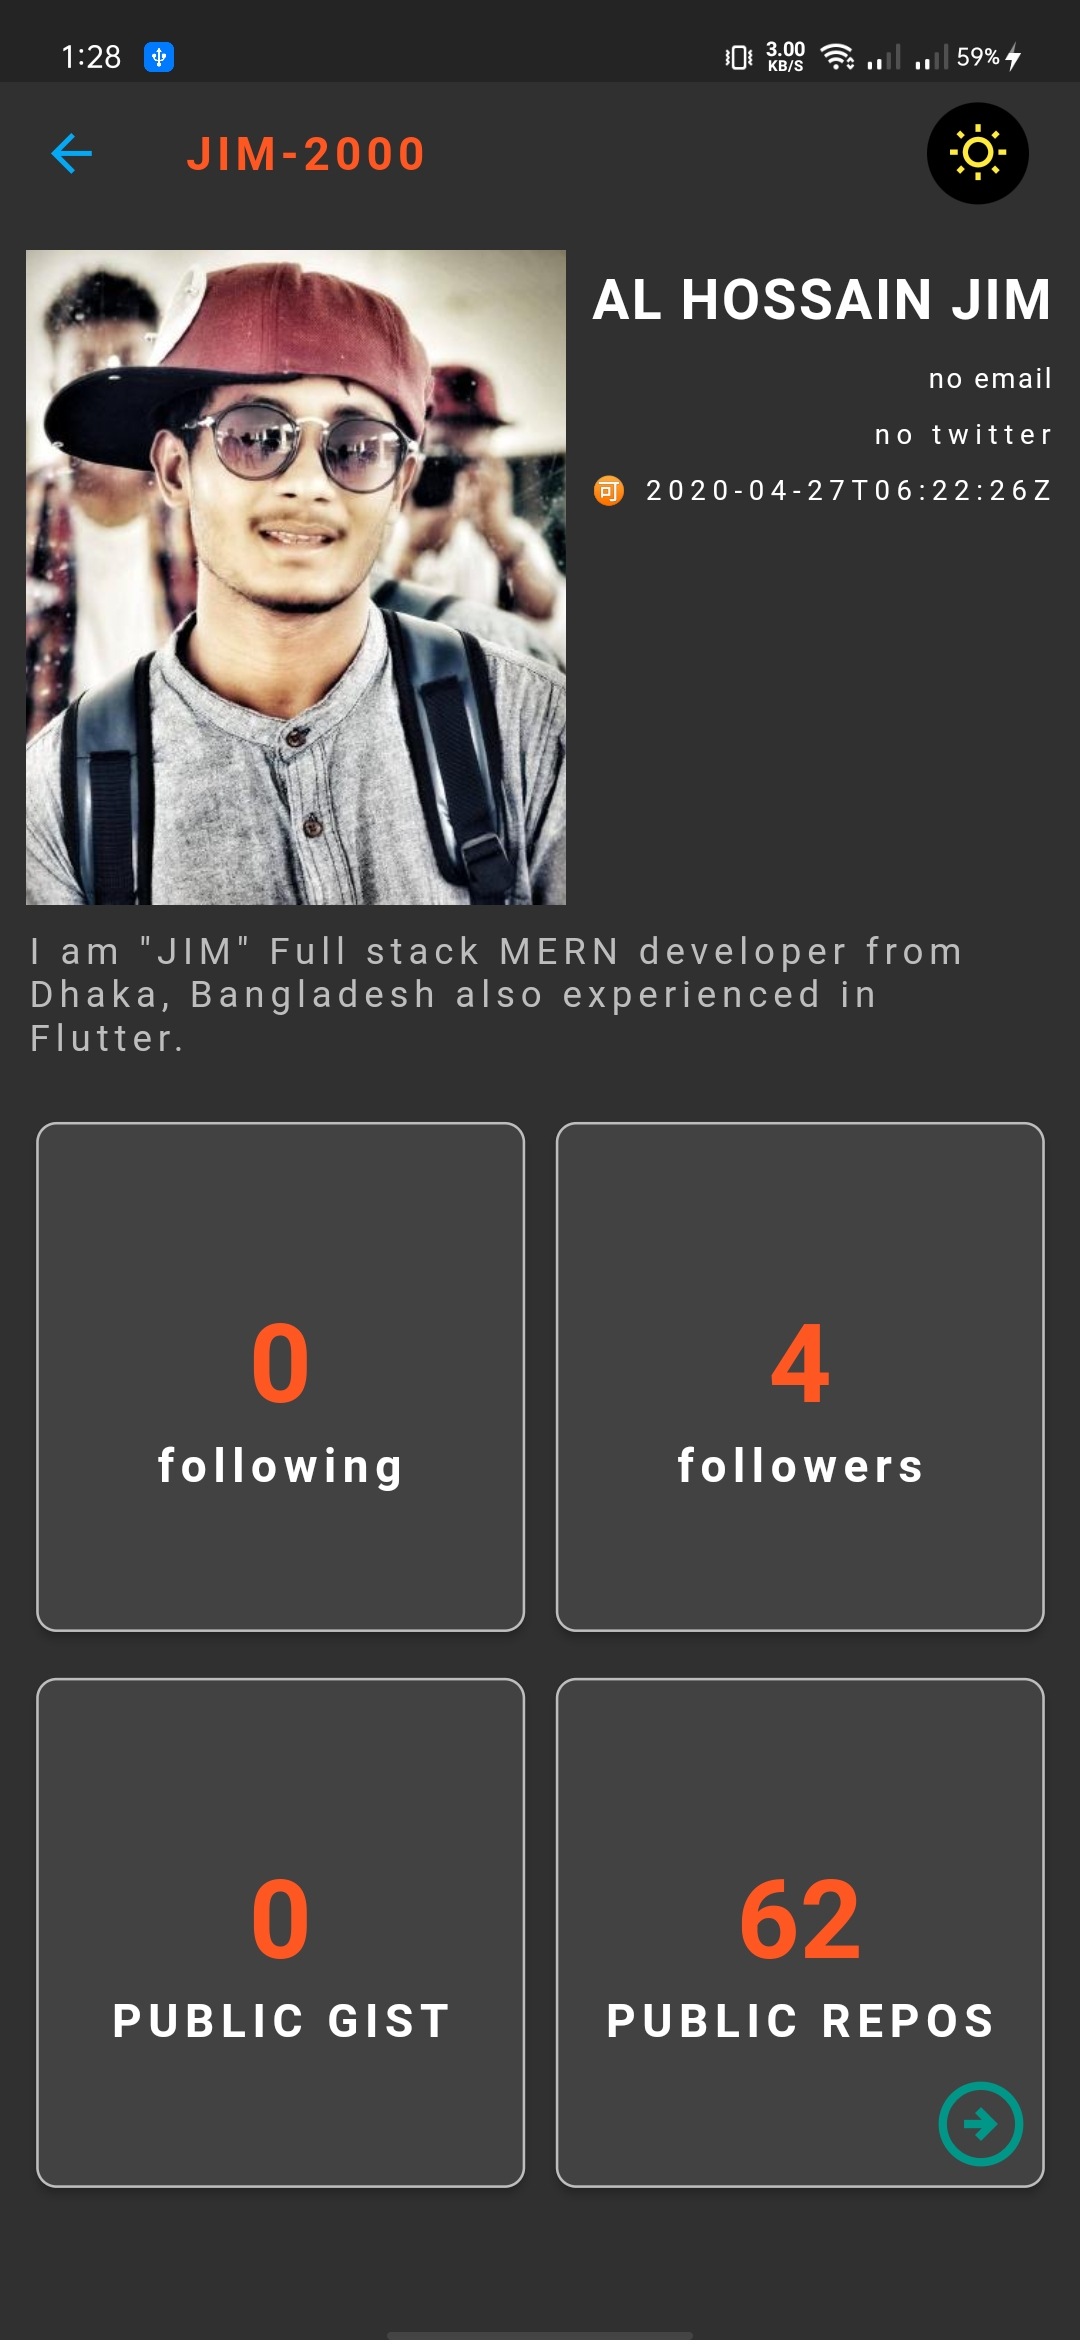 1:28
3.00
KB/S
59%
JIM-2000
AL HOSSAIN JIM
no email
no twitter
🉑 2020-04-27T06:22:26Z
I am "JIM" Full stack MERN developer from
Dhaka, Bangladesh also experienced in
Flutter.
0
following
4
followers
0
PUBLIC GIST
62
PUBLIC REPOS